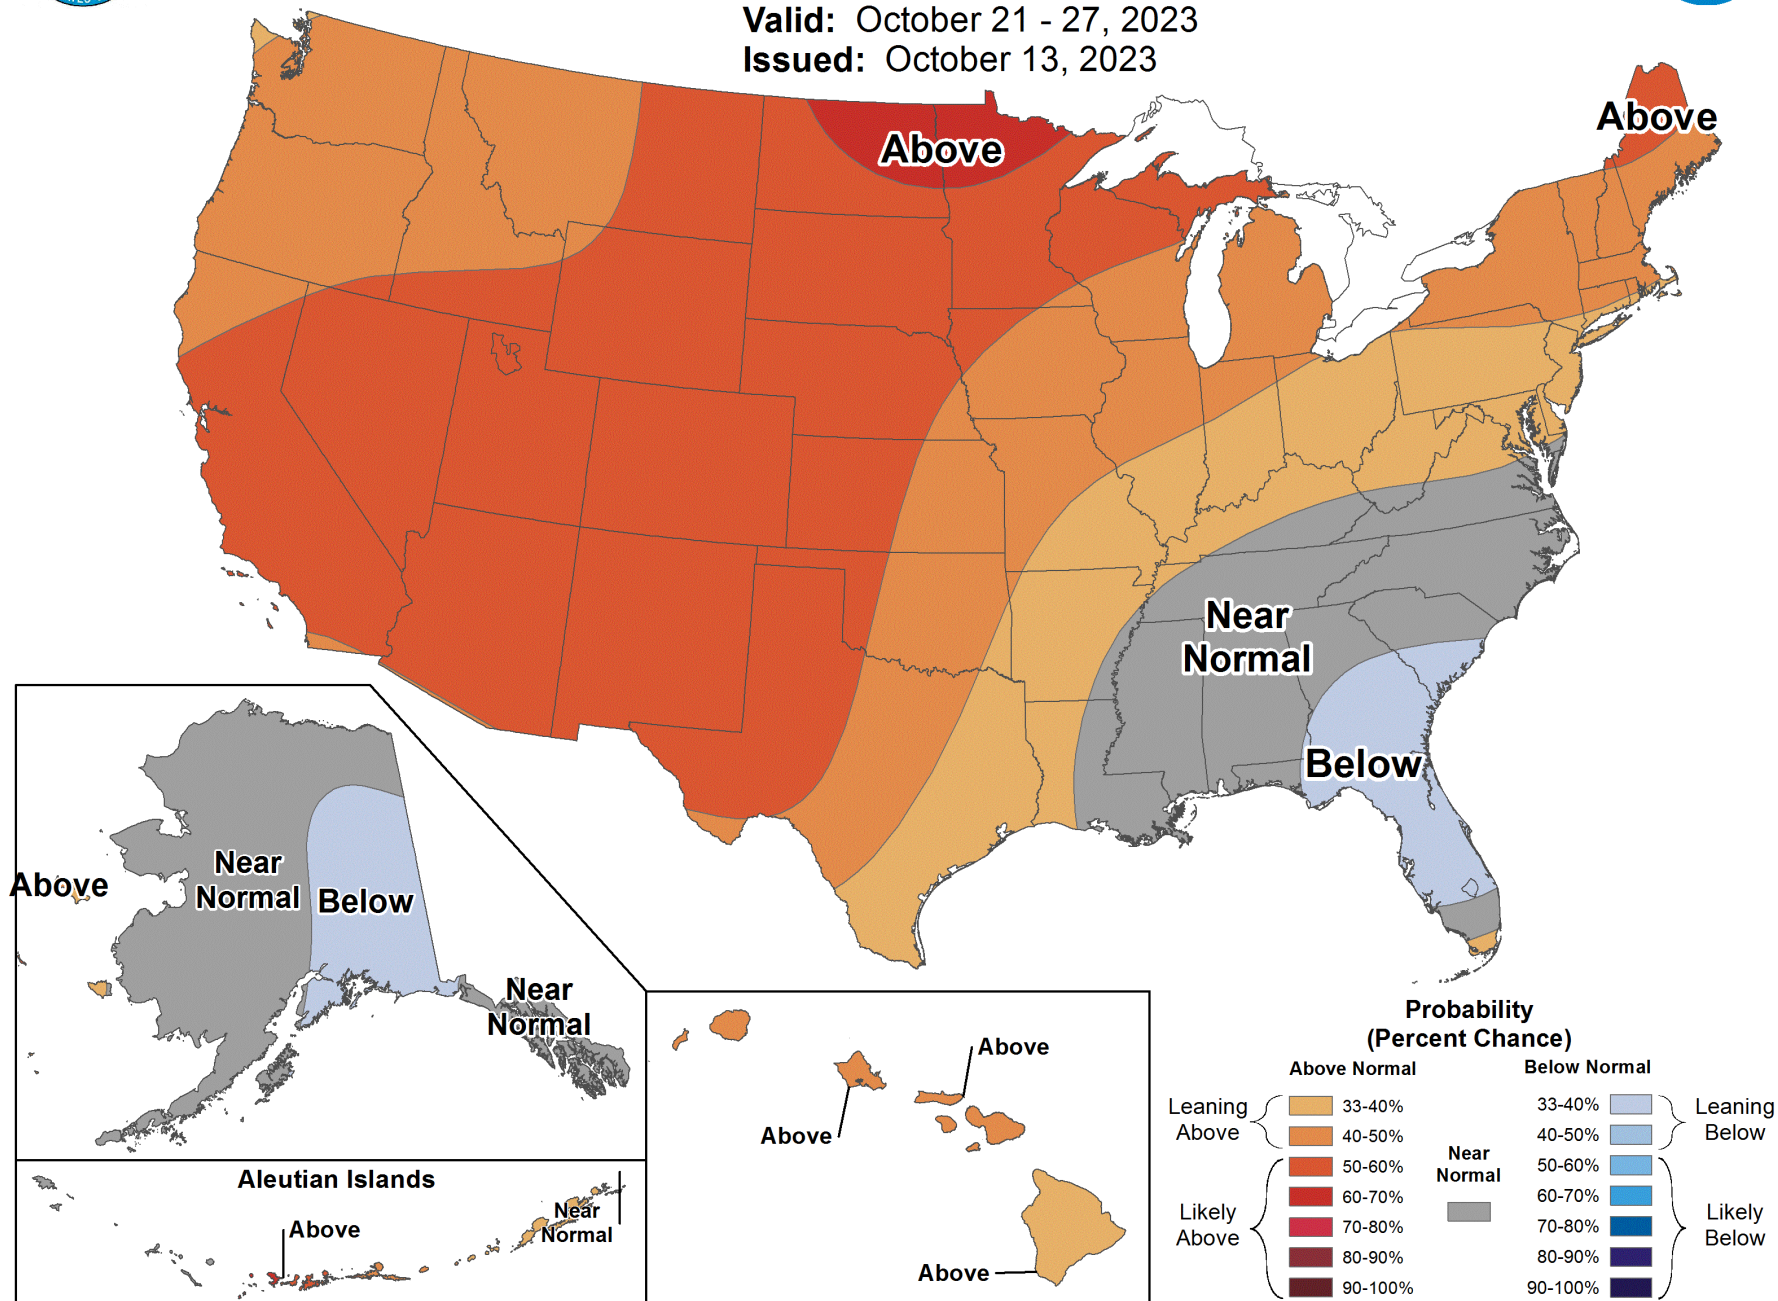 Valid: October 21 - 27, 2023
Issued: October 13, 2023
Above
Above
Near
Normal
Below
Above
Near
Normal
Below
Near
Normal
Aleutian Islands
Above
Near
Normal
Above
Above
Above
Probability
(Percent Chance)
Above Normal
Below Normal
Leaning
Above
33-40%
40-50%
Likely
Above
50-60%
60-70%
70-80%
80-90%
90-100%
Near
Normal
33-40%
40-50%
Leaning
Below
50-60%
60-70%
70-80%
80-90%
90-100%
Likely
Below